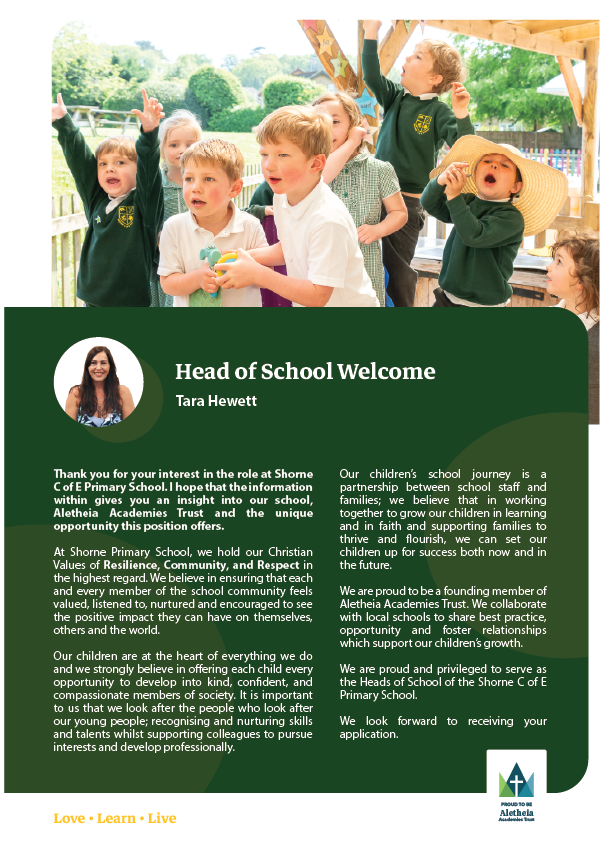 Head of School Welcome
Tara Hewett
Thank you for your interest in the role at Shorne
C of E Primary School. I hope that the information
within gives you an insight into our school,
Aletheia Academies Trust and the unique
opportunity this position offers.
At Shorne Primary School, we hold our Christian
Values of Resilience, Community, and Respect in
the highest regard. We believe in ensuring that each
and every member of the school community feels
valued, listened to, nurtured and encouraged to see
the positive impact they can have on themselves,
others and the world.
Our children are at the heart of everything we do
and we strongly believe in offering each child every
opportunity to develop into kind, confident, and
compassionate members of society. It is important
to us that we look after the people who look after
our young people; recognising and nurturing skills
and talents whilst supporting colleagues to pursue
interests and develop professionally.
Our children's school journey is a
partnership between school staff and
families; we believe that in working
together to grow our children in learning
and in faith and supporting families to
thrive and flourish, we can set our
children up for success both now and in
the future.
We are proud to be a founding member of
Aletheia Academies Trust. We collaborate
with local schools to share best practice,
opportunity and foster relationships
which support our children's growth.
We are proud and privileged to serve as
the Heads of School of the Shorne C of E
Primary School.
We look forward to receiving your
application.
PROUD TO BE
Aletheia
Academies Trust
Love • Learn • Live